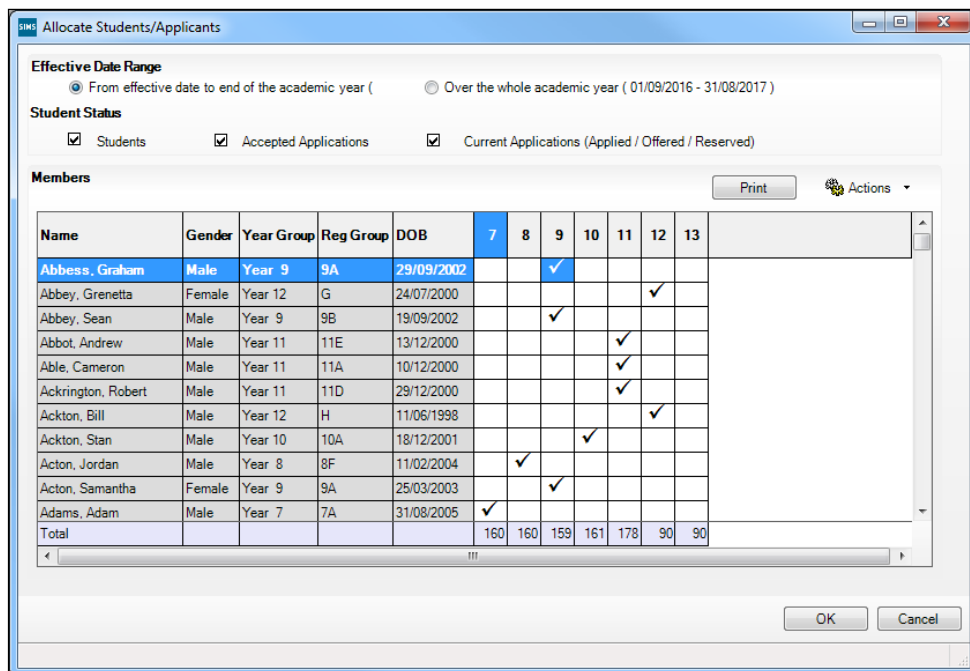 SIMS Allocate Students/Applicants
Effective Date Range
From effective date to end of the academic year ( Over the whole academic year ( 01/09/2016 - 31/08/2017 )
Student Status
Students Accepted Applications Current Applications (Applied / Offered / Reserved)
Members
Print Actions
Name Gender Year Group Reg Group DOB 7 8 9 10 11 12 13
Abbess, Graham Male Year 9 9A 29/09/2002 ✓
Abbey, Grenetta Female Year 12 G 24/07/2000 ✓
Abbey, Sean Male Year 9 9B 19/09/2002 ✓
Abbot, Andrew Male Year 11 11E 13/12/2000 ✓
Able, Cameron Male Year 11 11A 10/12/2000 ✓
Ackrington, Robert Male Year 11 11D 29/12/2000 ✓
Ackton, Bill Male Year 12 H 11/06/1998 ✓
Ackton, Stan Male Year 10 10A 18/12/2001 ✓
Acton, Jordan Male Year 8 8F 11/02/2004 ✓
Acton, Samantha Female Year 9 9A 25/03/2003 ✓
Adams, Adam Male Year 7 7A 31/08/2005 ✓
Total 160 160 159 161 178 90 90
OK Cancel